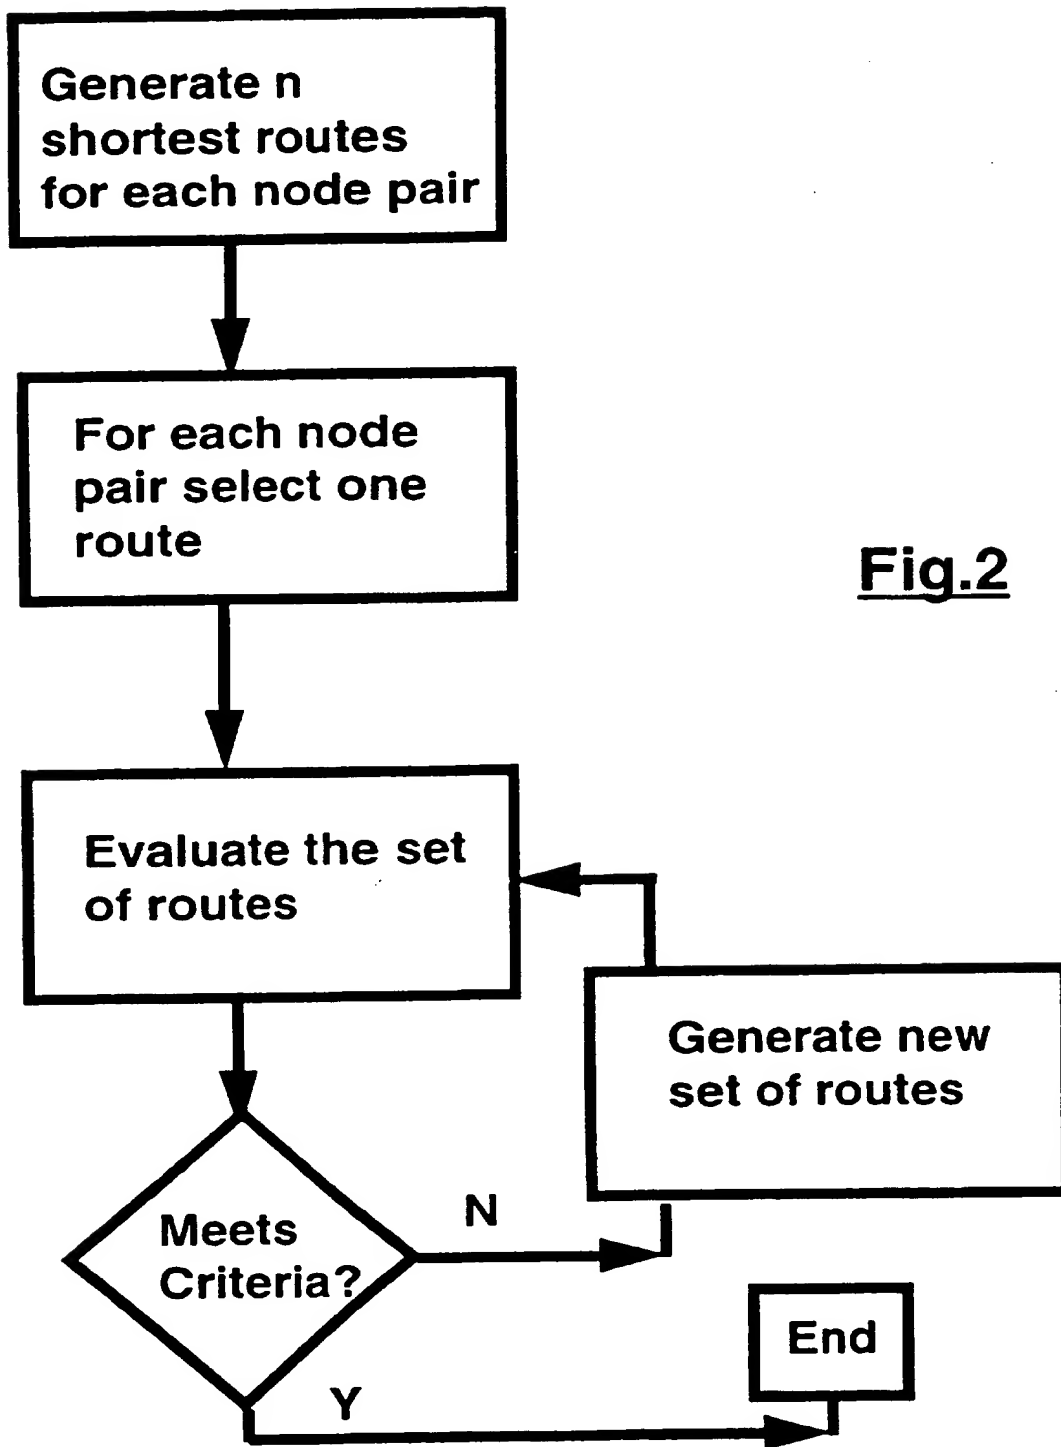 Generate n
shortest routes
for each node pair
For each node
pair select one
route
Fig.2
Evaluate the set
of routes
Generate new
set of routes
Meets
Criteria?
N
End
Y